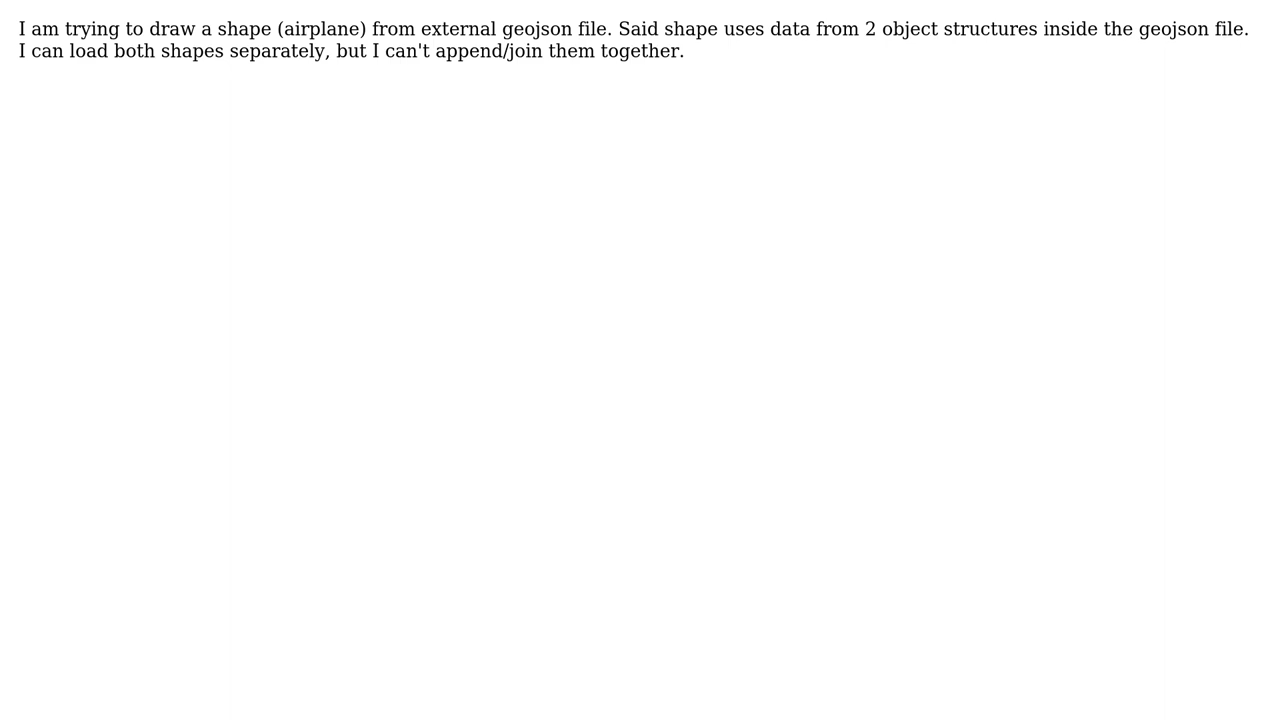 I am trying to draw a shape (airplane) from external geojson file. Said shape uses data from 2 object structures inside the geojson file.
I can load both shapes separately, but I can't append/join them together.